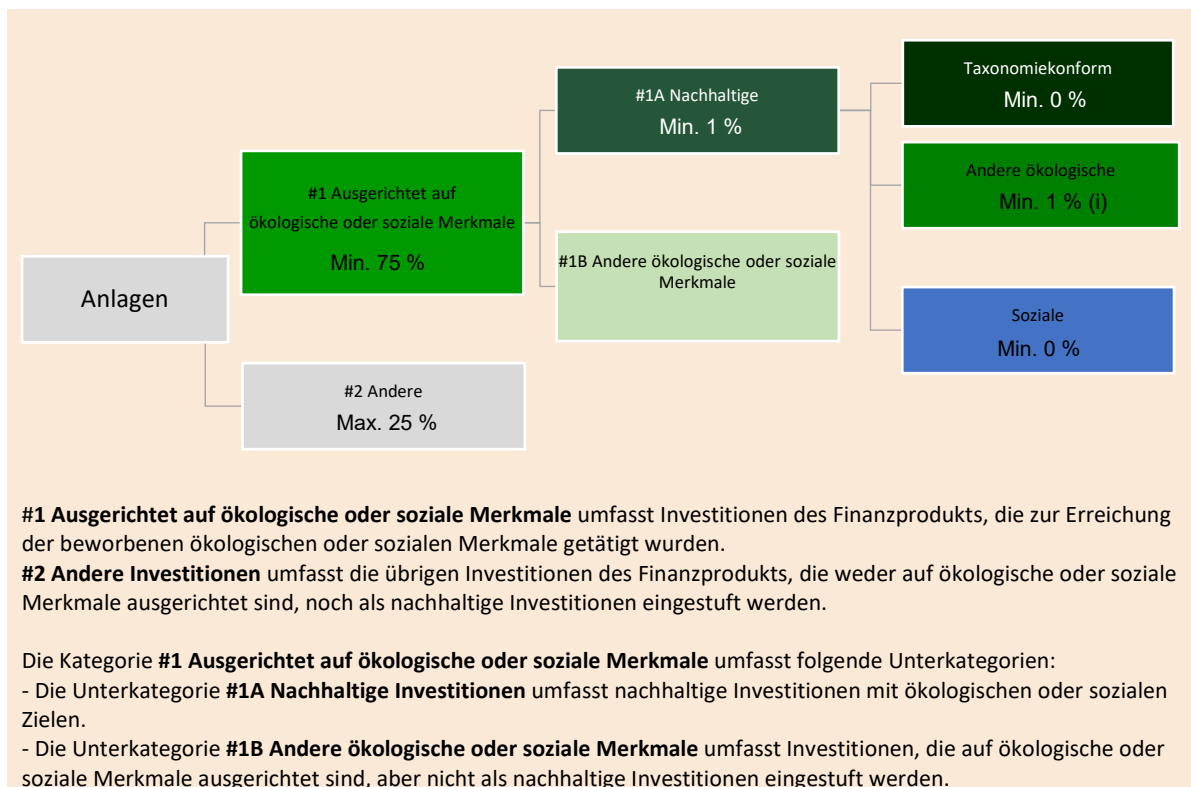 Anlagen
#1 Ausgerichtet auf
ökologische oder soziale Merkmale
Min. 75 %
#2 Andere
Max. 25 %
#1A Nachhaltige
Min. 1 %
#1B Andere ökologische oder soziale
Merkmale
Taxonomiekonform
Min. 0 %
Andere ökologische
Min. 1 % (i)
Soziale
Min. 0 %
#1 Ausgerichtet auf ökologische oder soziale Merkmale umfasst Investitionen des Finanzprodukts, die zur Erreichung
der beworbenen ökologischen oder sozialen Merkmale getätigt wurden.
#2 Andere Investitionen umfasst die übrigen Investitionen des Finanzprodukts, die weder auf ökologische oder soziale
Merkmale ausgerichtet sind, noch als nachhaltige Investitionen eingestuft werden.
Die Kategorie #1 Ausgerichtet auf ökologische oder soziale Merkmale umfasst folgende Unterkategorien:
- Die Unterkategorie #1A Nachhaltige Investitionen umfasst nachhaltige Investitionen mit ökologischen oder sozialen
Zielen.
- Die Unterkategorie #1B Andere ökologische oder soziale Merkmale umfasst Investitionen, die auf ökologische oder
soziale Merkmale ausgerichtet sind, aber nicht als nachhaltige Investitionen eingestuft werden.